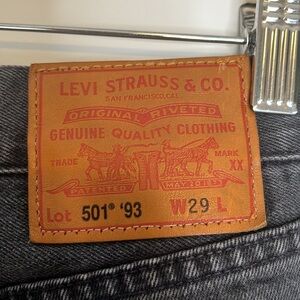 LEVI STRAUSS & CO.
SAN FRANCISCO, CAL.
ORIGINAL RIVETED
GENUINE QUALITY CLOTHING
TRADE MARK
XX
PATENTED MAY 20 1873
Lot 501® '93 W29 L